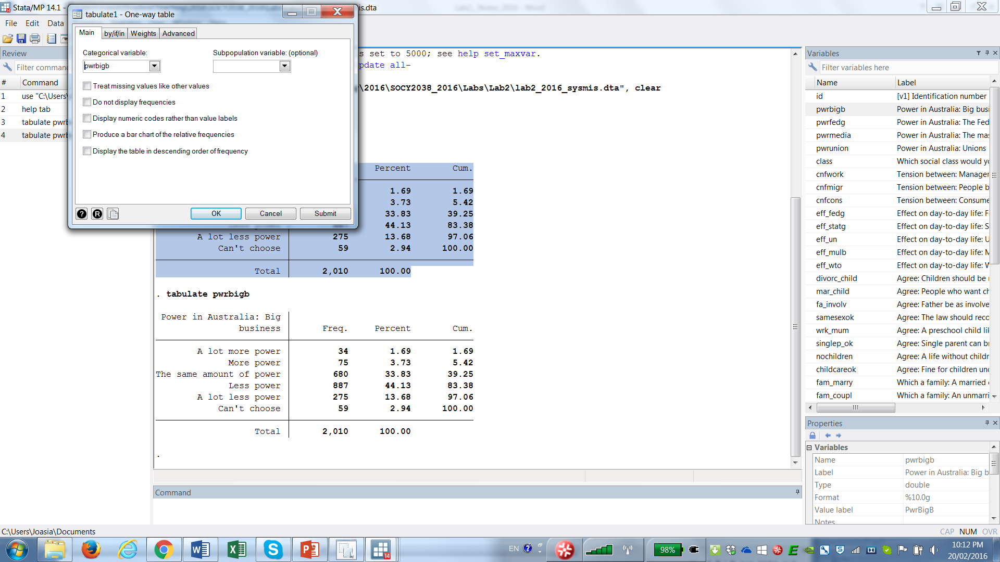 Stata/MP 14.1 -
mis.dta
File Edit Data
tabulate1 - One-way table
Main by/if/in Weights Advanced
Categorical variable:
Subpopulation variable: (optional)
pwrbigb
Treat missing values like other values
Do not display frequencies
Display numeric codes rather than value labels
Produce a bar chart of the relative frequencies
Display the table in descending order of frequency
OK Cancel Submit
Review
Filter comman
# Command
1 use "C:\Users\
2 help tab
3 tabulate pwrb
4 tabulate pwrb
s set to 5000; see help set_maxvar.
pdate all-
\2016\SOCY2038_2016\Labs\Lab2\lab2_2016_sysmis.dta", clear
Percent Cum.
1.69 1.69
3.73 5.42
33.83 39.25
44.13 83.38
A lot less power 275 13.68 97.06
Can't choose 59 2.94 100.00
Total 2,010 100.00
. tabulate pwrbigb
Power in Australia: Big
business Freq. Percent Cum.
A lot more power 34 1.69 1.69
More power 75 3.73 5.42
The same amount of power 680 33.83 39.25
Less power 887 44.13 83.38
A lot less power 275 13.68 97.06
Can't choose 59 2.94 100.00
Total 2,010 100.00
.
Command
Variables
Filter variables here
Name Label
id [v1] Identification number
pwrbigb Power in Australia: Big busi
pwrfedg Power in Australia: The Fed
pwrmedia Power in Australia: The ma
pwrunion Power in Australia: Unions
class Which social class would yo
cnfwork Tension between: Manager
cnfmigr Tension between: People b
cnfcons Tension between: Consume
eff_fedg Effect on day-to-day life: F
eff_statg Effect on day-to-day life: S
eff_un Effect on day-to-day life: U
eff_mulb Effect on day-to-day life: M
eff_wto Effect on day-to-day life: W
divorc_child Agree: Children should be
mar_child Agree: People who want ch
fa_involv Agree: Father be as involve
samesexok Agree: The law should reco
wrk_mum Agree: A preschool child li
singlep_ok Agree: Single parent can b
nochildren Agree: A life without childr
childcareok Agree: Fine for children un
fam_marry Which a family: A married
fam_coupl Which a family: An unmarri
Properties
Variables
Name pwrbigb
Label Power in Australia: Big b
Type double
Format %10.0g
Value label PwrBigB
Notes
C:\Users\Joasia\Documents
CAP NUM OVR
EN
98%
10:12 PM
20/02/2016